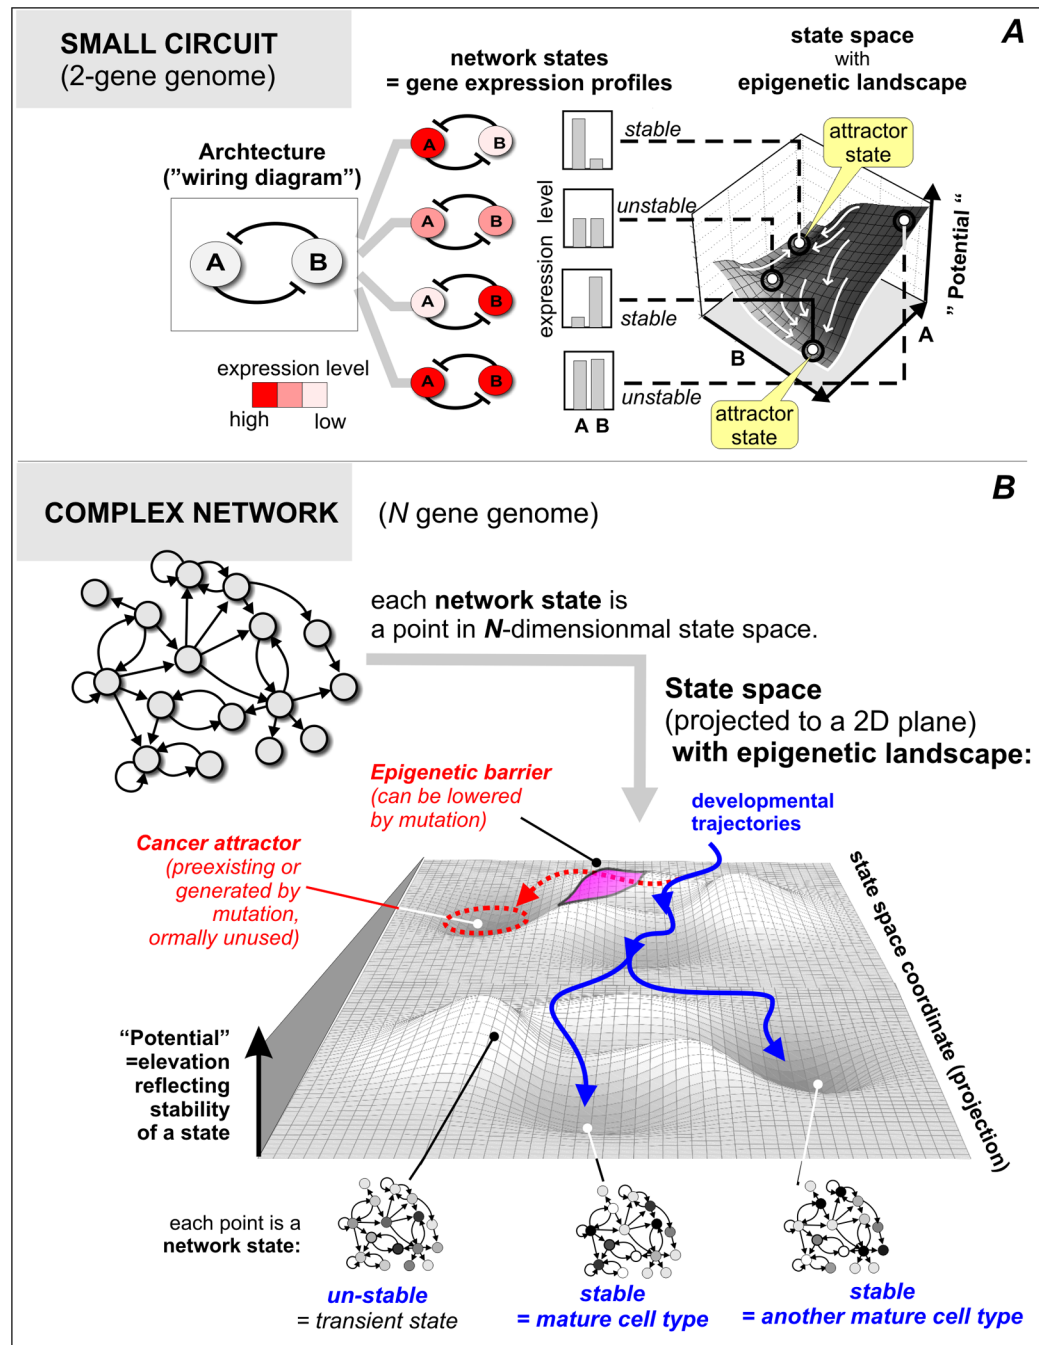 A
SMALL CIRCUIT
(2-gene genome)
network states
= gene expression profiles
state space
with
epigenetic landscape
Archtecture
("wiring diagram")
A
B
expression level
high
low
A
B
A
B
A
B
A
B
expression level
stable
unstable
stable
unstable
A B
attractor
state
attractor
state
B
A
" Potential "
B
COMPLEX NETWORK
(N gene genome)
each network state is
a point in N-dimensionmal state space.
State space
(projected to a 2D plane)
with epigenetic landscape:
Epigenetic barrier
(can be lowered
by mutation)
developmental
trajectories
Cancer attractor
(preexisting or
generated by
mutation,
ormally unused)
state space coordinate (projection)
"Potential"
=elevation
reflecting
stability
of a state
each point is a
network state:
un-stable
= transient state
stable
= mature cell type
stable
= another mature cell type